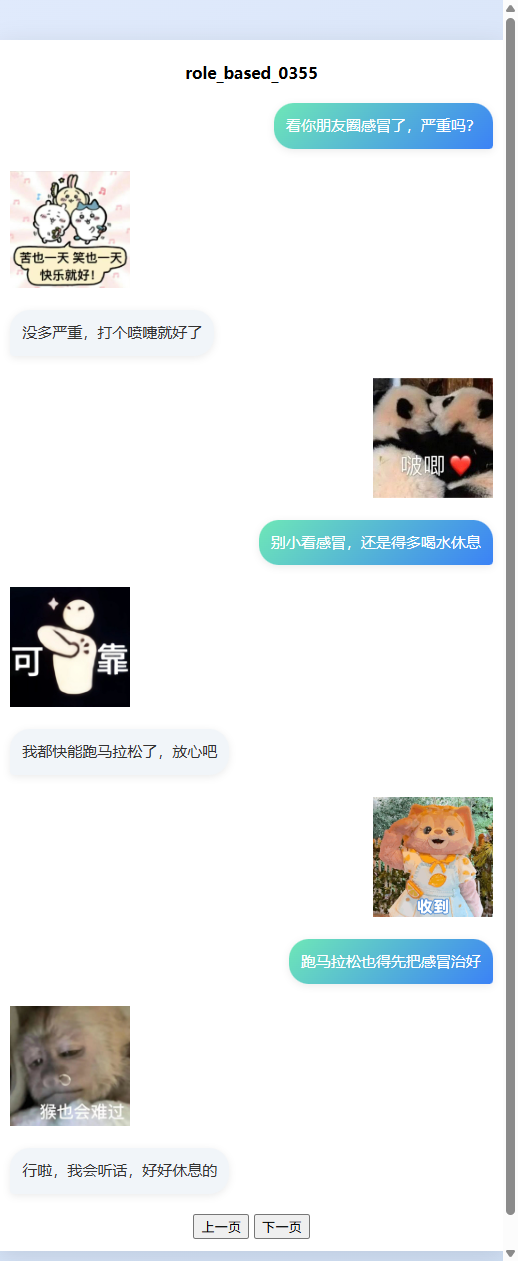 role_based_0355
看你朋友圈感冒了，严重吗？
苦也一天 笑也一天
快乐就好！
没多严重，打个喷嚏就好了
啵唧❤️
别小看感冒，还是得多喝水休息
可 靠
我都快能跑马拉松了，放心吧
收到
跑马拉松也得先把感冒治好
猴也会难过
行啦，我会听话，好好休息的
上一页 下一页